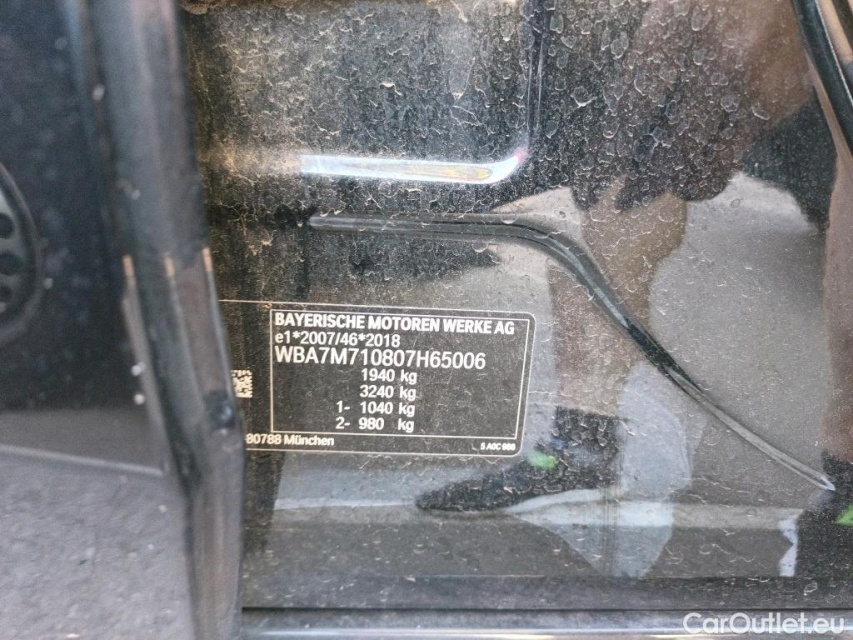 BAYERISCHE MOTOREN WERKE AG
e1*2007/46*2018
WBA7M710807H65006
1940 kg
3240 kg
1- 1040 kg
2- 980 kg
80788 München
CarOutlet.eu